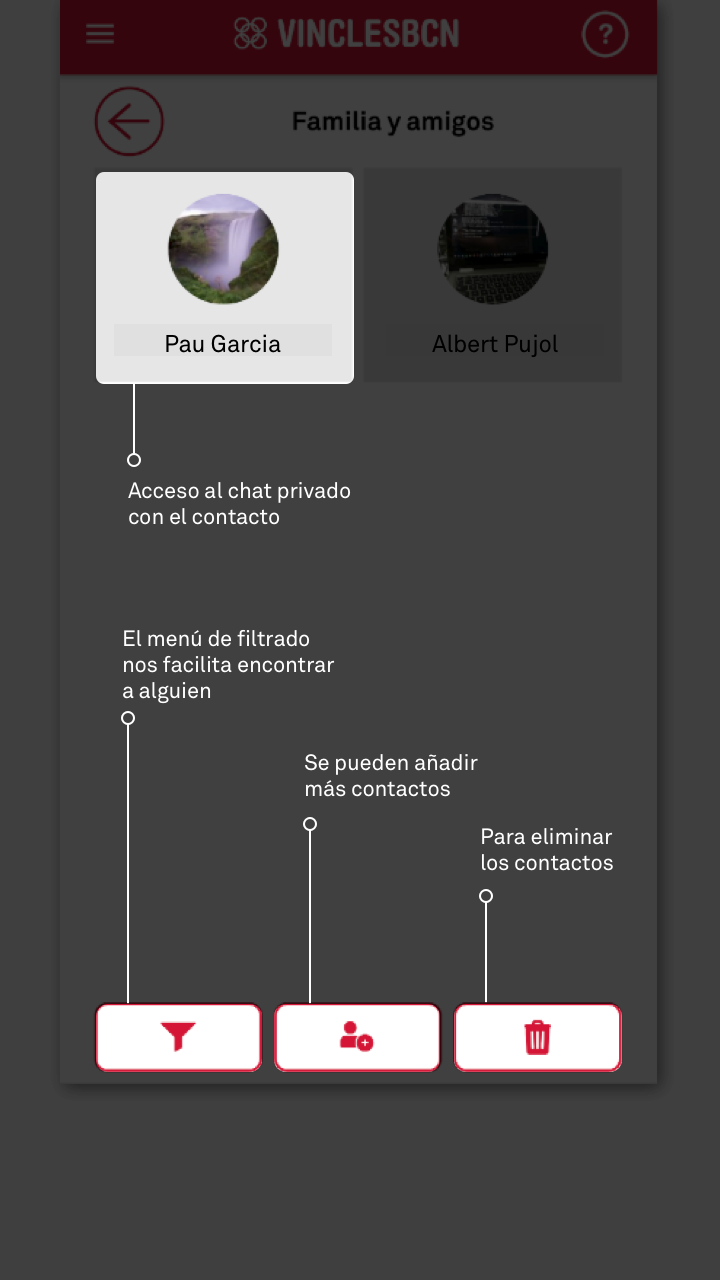 VINCLESBCN
?
Familia y amigos
Pau Garcia
Albert Pujol
Acceso al chat privado
con el contacto
El menú de filtrado
nos facilita encontrar
a alguien
Se pueden añadir
más contactos
Para eliminar
los contactos